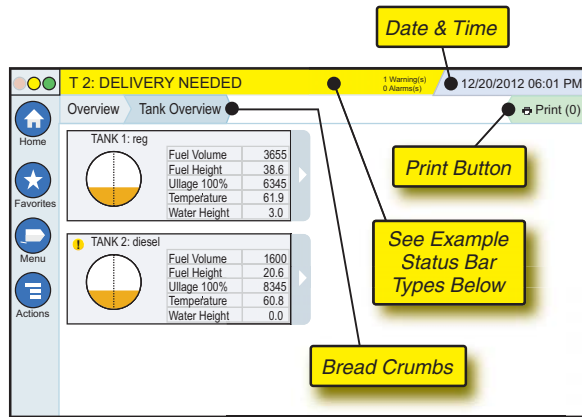 Date & Time
T 2: DELIVERY NEEDED
1 Warning(s)
0 Alarms(s)
12/20/2012 06:01 PM
Overview
Tank Overview
Print (0)
Home
Favorites
Menu
Actions
TANK 1: reg
Fuel Volume 3655
Fuel Height 38.6
Ullage 100% 6345
Temperature 61.9
Water Height 3.0
! TANK 2: diesel
Fuel Volume 1600
Fuel Height 20.6
Ullage 100% 8345
Temperature 60.8
Water Height 0.0
Print Button
See Example
Status Bar
Types Below
Bread Crumbs